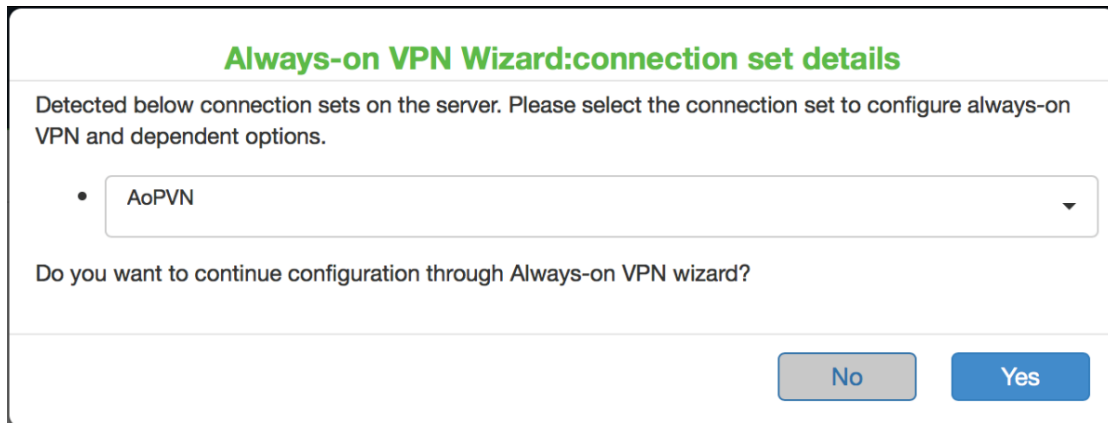 Always-on VPN Wizard:connection set details
Detected below connection sets on the server. Please select the connection set to configure always-on
VPN and dependent options.
AoPVN
Do you want to continue configuration through Always-on VPN wizard?
No
Yes